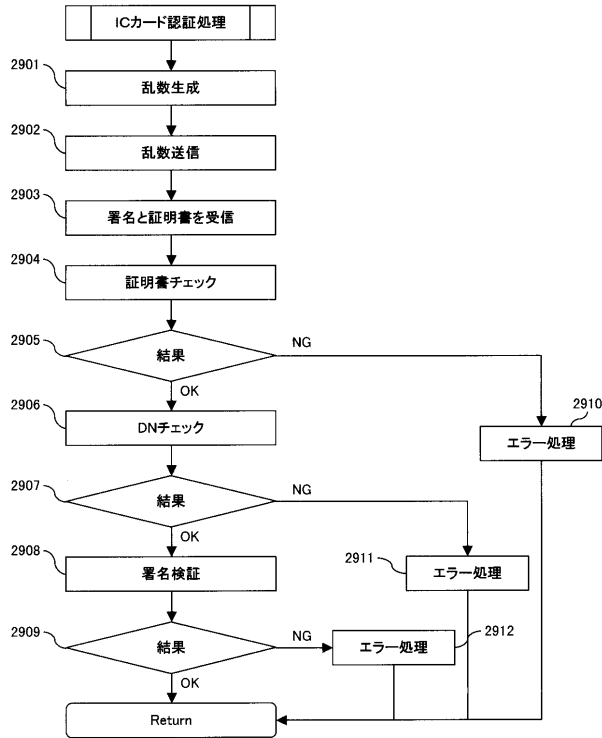 ICカード認証処理
2901
乱数生成
2902
乱数送信
2903
署名と証明書を受信
2904
証明書チェック
2905
結果
NG
OK
2906
DNチェック
2910
エラー処理
2907
結果
NG
OK
2908
署名検証
2911
エラー処理
2909
結果
NG
エラー処理
2912
OK
Return